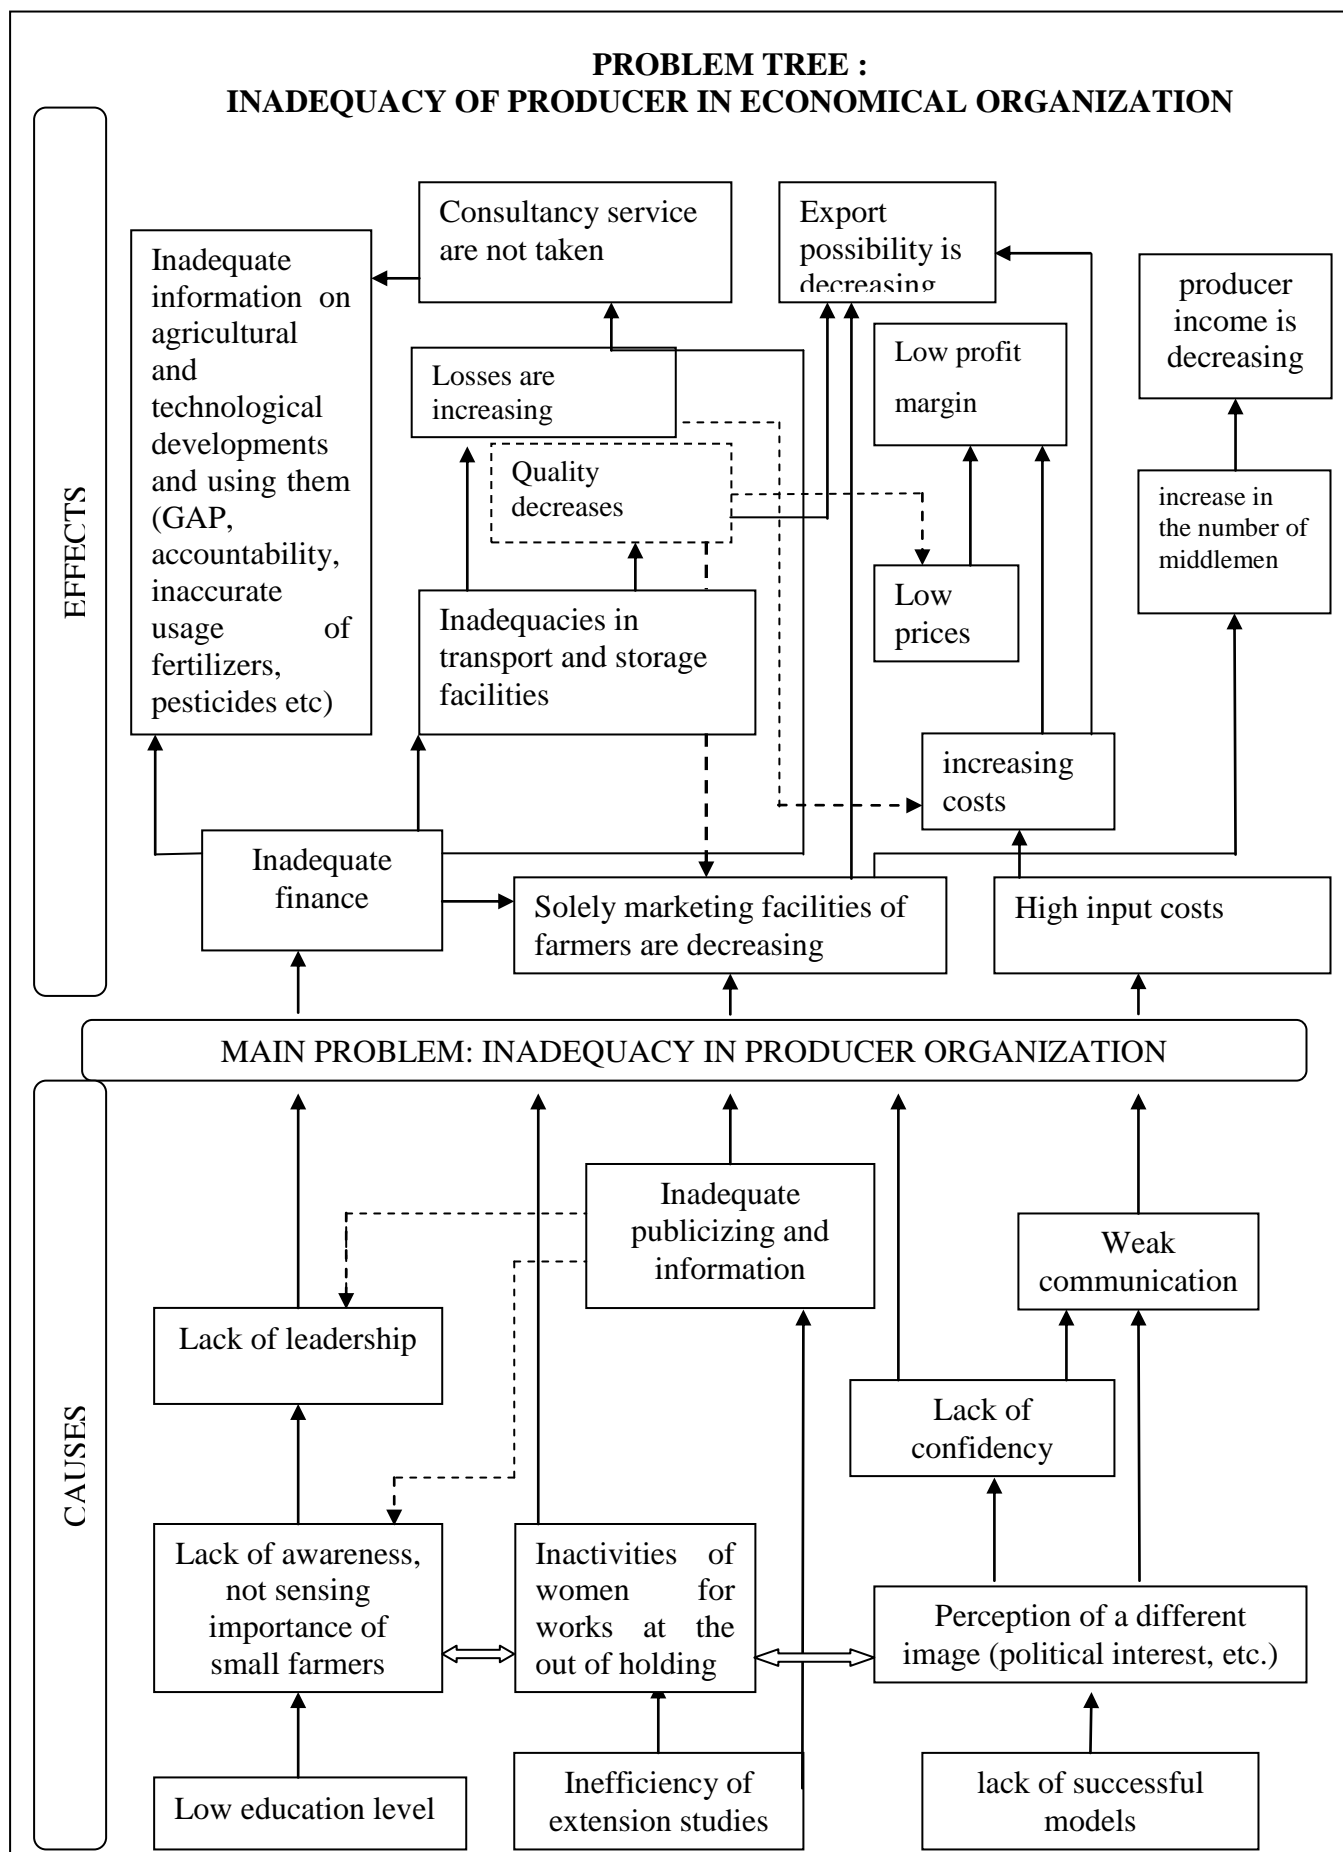 PROBLEM TREE :
INADEQUACY OF PRODUCER IN ECONOMICAL ORGANIZATION
EFFECTS
Consultancy service
are not taken
Export
possibility is
decreasing
Inadequate
information on
agricultural
and
technological
developments
and using them
(GAP,
accountability,
inaccurate
usage of
fertilizers,
pesticides etc)
producer
income is
decreasing
Losses are
increasing
Low profit
margin
Quality
decreases
increase in
the number of
middlemen
Low
prices
Inadequacies in
transport and storage
facilities
increasing
costs
Inadequate
finance
Solely marketing facilities of
farmers are decreasing
High input costs
MAIN PROBLEM: INADEQUACY IN PRODUCER ORGANIZATION
CAUSES
Inadequate
publicizing and
information
Weak
communication
Lack of leadership
Lack of
confidency
Lack of awareness,
not sensing
importance of
small farmers
Inactivities of
women for
works at the
out of holding
Perception of a different
image (political interest, etc.)
Low education level
Inefficiency of
extension studies
lack of successful
models